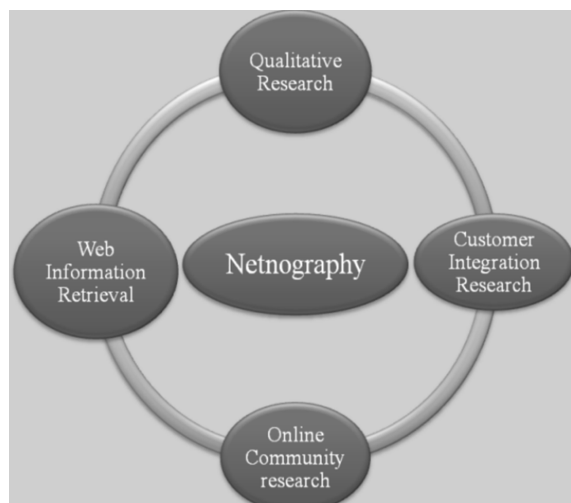 Qualitative
Research
Web
Information
Retrieval
Netnography
Customer
Integration
Research
Online
Community
research